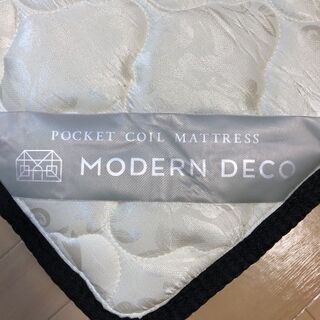 POCKET COIL MATTRESS
MODERN DECO